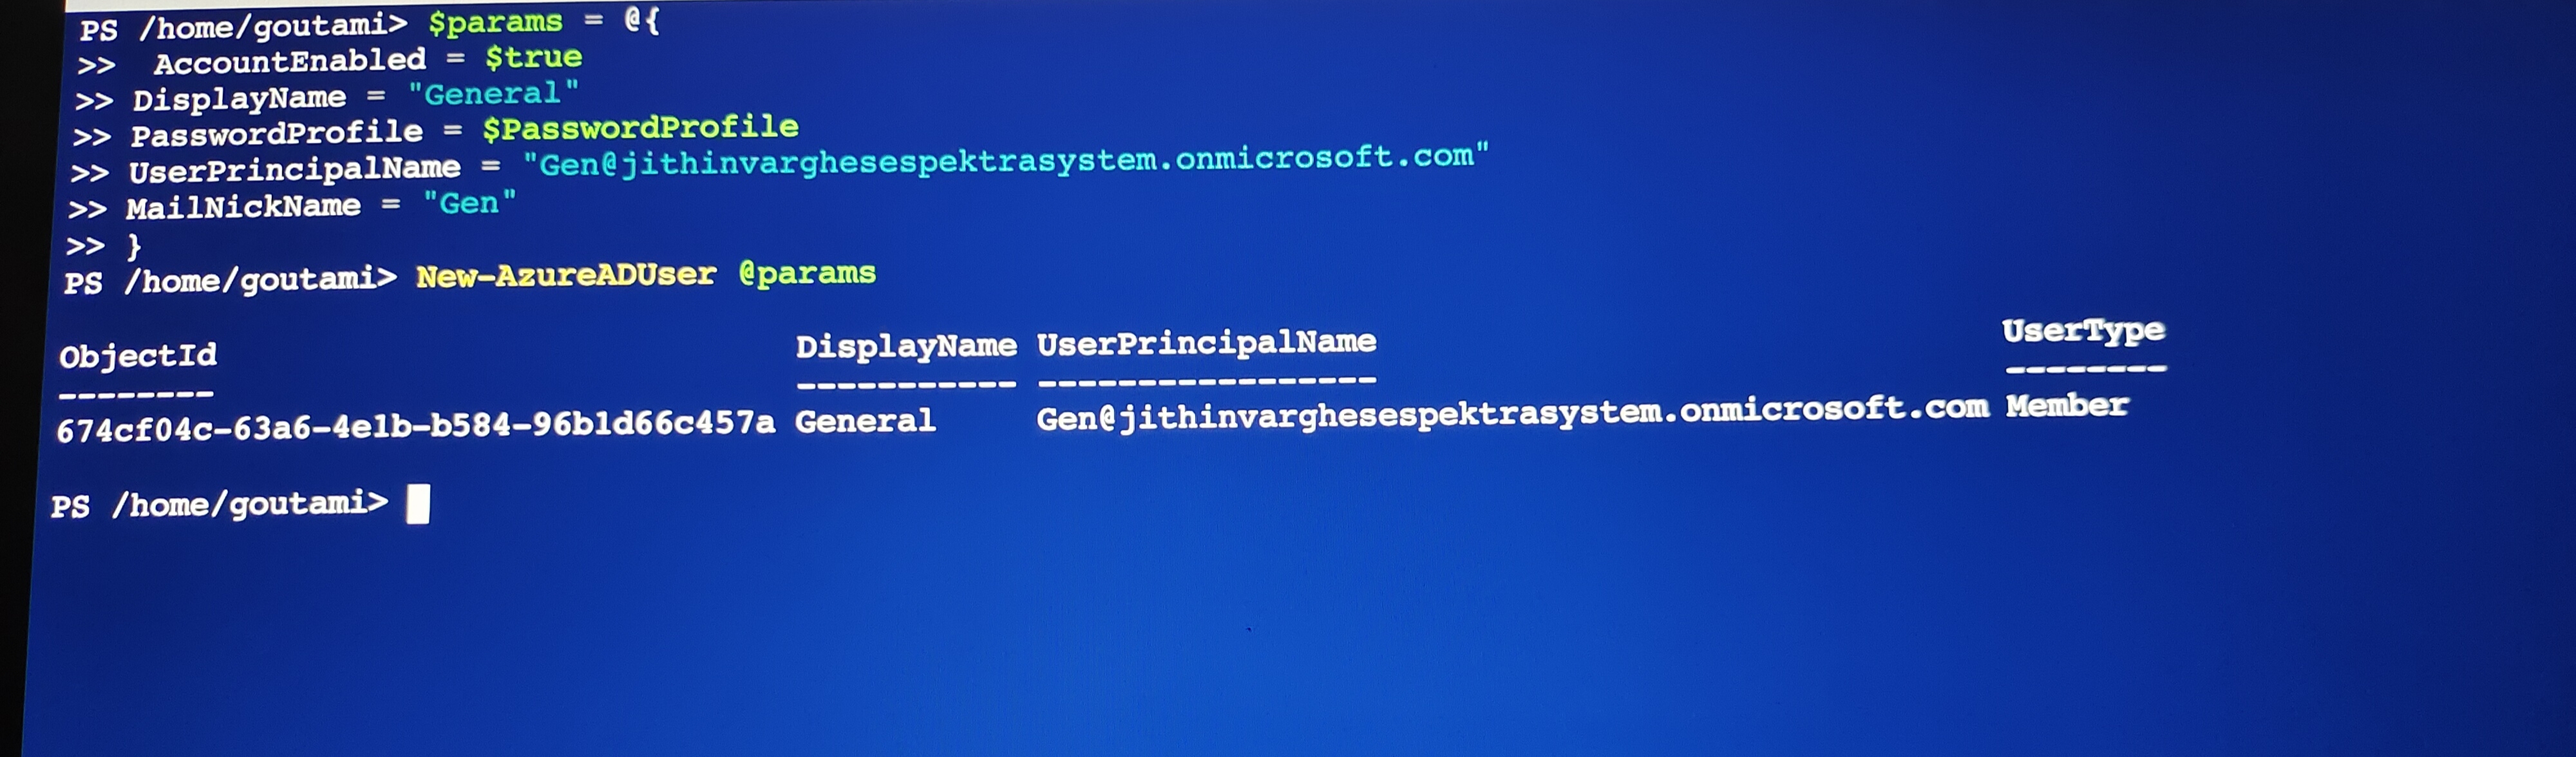 PS /home/goutami> $params = @{
>>  AccountEnabled = $true
>> DisplayName = "General"
>> PasswordProfile = $PasswordProfile
>> UserPrincipalName = "Gen@jithinvarghesespektrasystem.onmicrosoft.com"
>> MailNickName = "Gen"
>> }
PS /home/goutami> New-AzureADUser @params
ObjectId DisplayName UserPrincipalName UserType
-------- ----------- ----------------- --------
674cf04c-63a6-4e1b-b584-96b1d66c457a General Gen@jithinvarghesespektrasystem.onmicrosoft.com Member
PS /home/goutami>